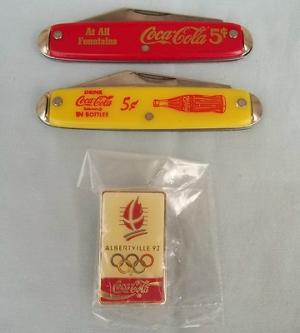 At All
Fountains
Coca-Cola 5¢
DRINK
Coca-Cola
IN BOTTLES
5¢
ALBERTVILLE 92
Coca-Cola